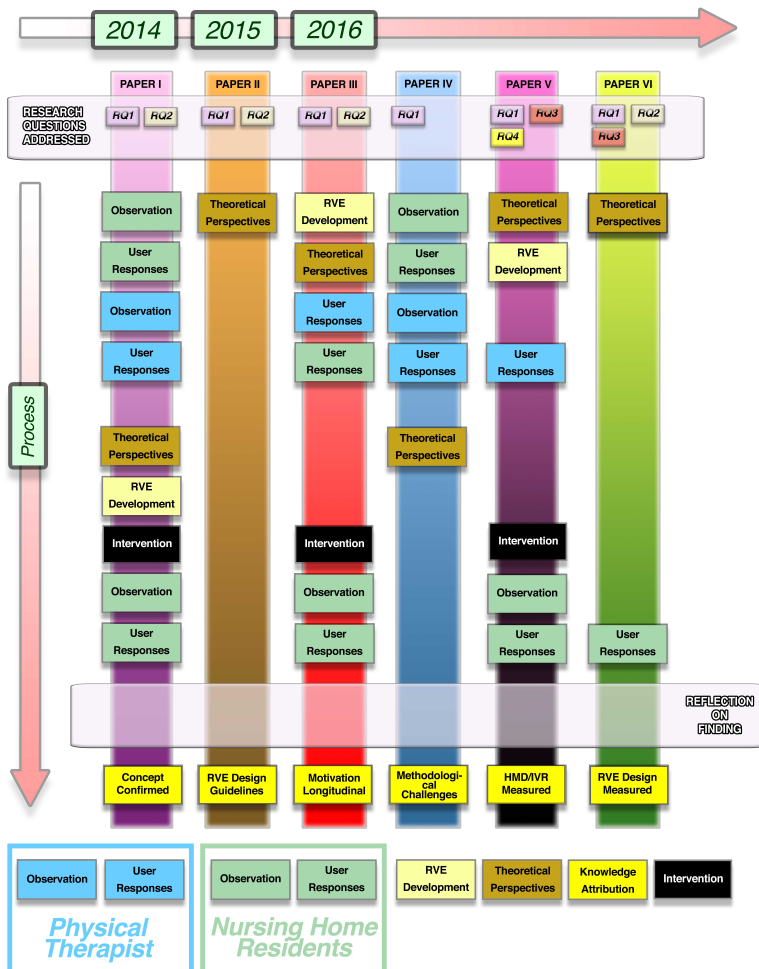 2014 2015 2016
PAPER I PAPER II PAPER III PAPER IV PAPER V PAPER VI
RESEARCH
QUESTIONS
ADDRESSED
RQ1 RQ2 RQ1 RQ2 RQ1 RQ2 RQ1 RQ1 RQ3 RQ1 RQ2
RQ4 RQ3
Observation
User
Responses
Observation
User
Responses
Theoretical
Perspectives
RVE
Development
Intervention
Observation
User
Responses
Theoretical
Perspectives
RVE
Development
Theoretical
Perspectives
User
Responses
User
Responses
Intervention
Observation
User
Responses
Observation
User
Responses
Observation
User
Responses
Theoretical
Perspectives
Theoretical
Perspectives
RVE
Development
User
Responses
Intervention
Observation
User
Responses
Theoretical
Perspectives
User
Responses
Process
REFLECTION
ON
FINDING
Concept
Confirmed
RVE Design
Guidelines
Motivation
Longitudinal
Methodologi-
cal
Challenges
HMD/IVR
Measured
RVE Design
Measured
Observation
User
Responses
Physical
Therapist
Observation
User
Responses
Nursing Home
Residents
RVE
Development
Theoretical
Perspectives
Knowledge
Attribution
Intervention